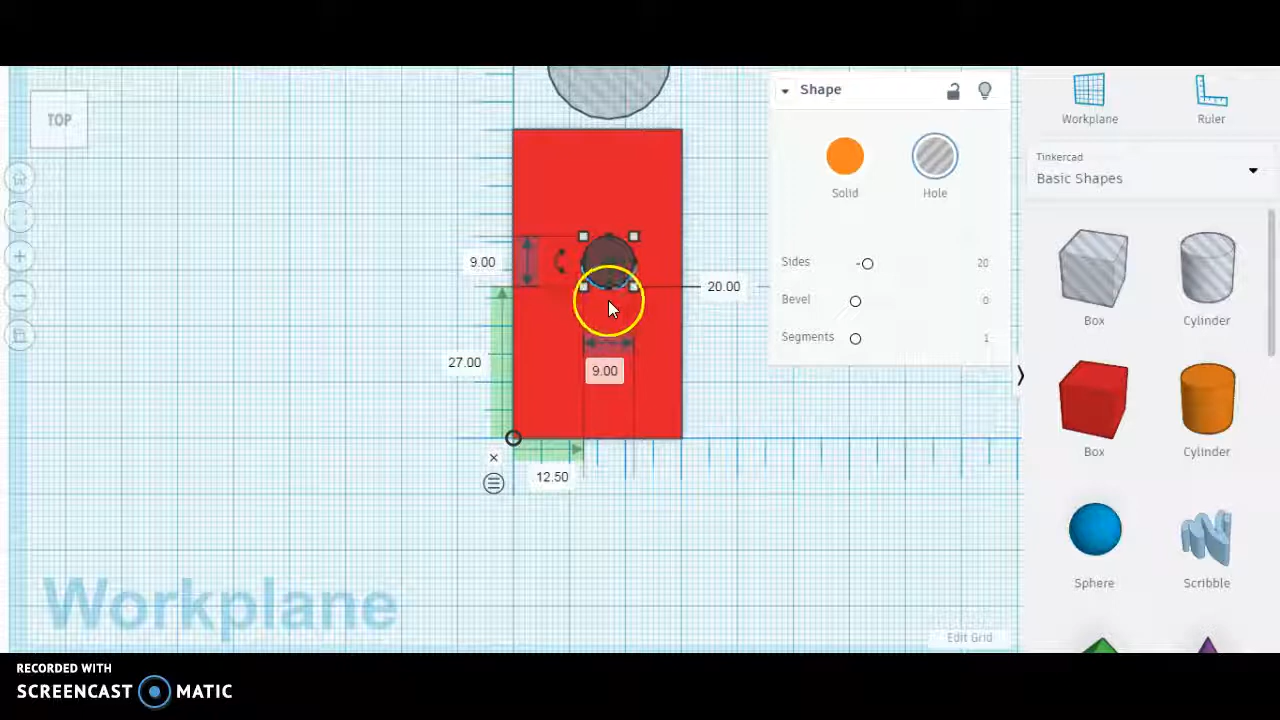 TOP
Shape
Solid
Hole
Sides
20
Bevel
0
Segments
1
9.00
20.00
27.00
9.00
12.50
Workplane
Edit Grid
Workplane
Ruler
Tinkercad
Basic Shapes
Box
Cylinder
Box
Cylinder
Sphere
Scribble
RECORDED WITH
SCREENCAST MATIC